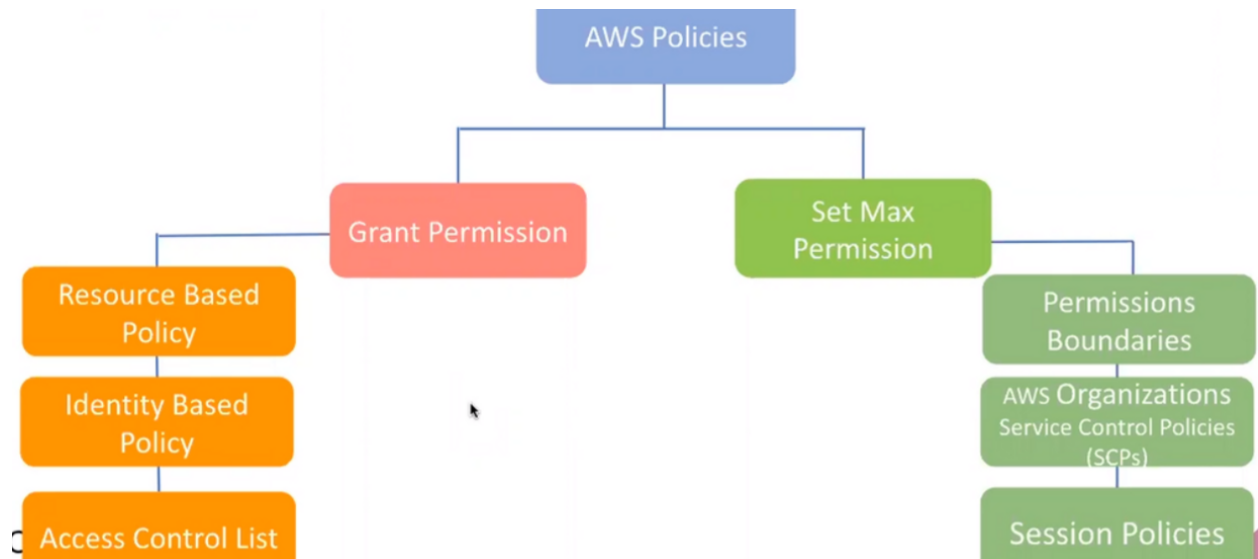 AWS Policies
Grant Permission
Set Max
Permission
Resource Based
Policy
Identity Based
Policy
Access Control List
Permissions
Boundaries
AWS Organizations
Service Control Policies
(SCPs)
Session Policies